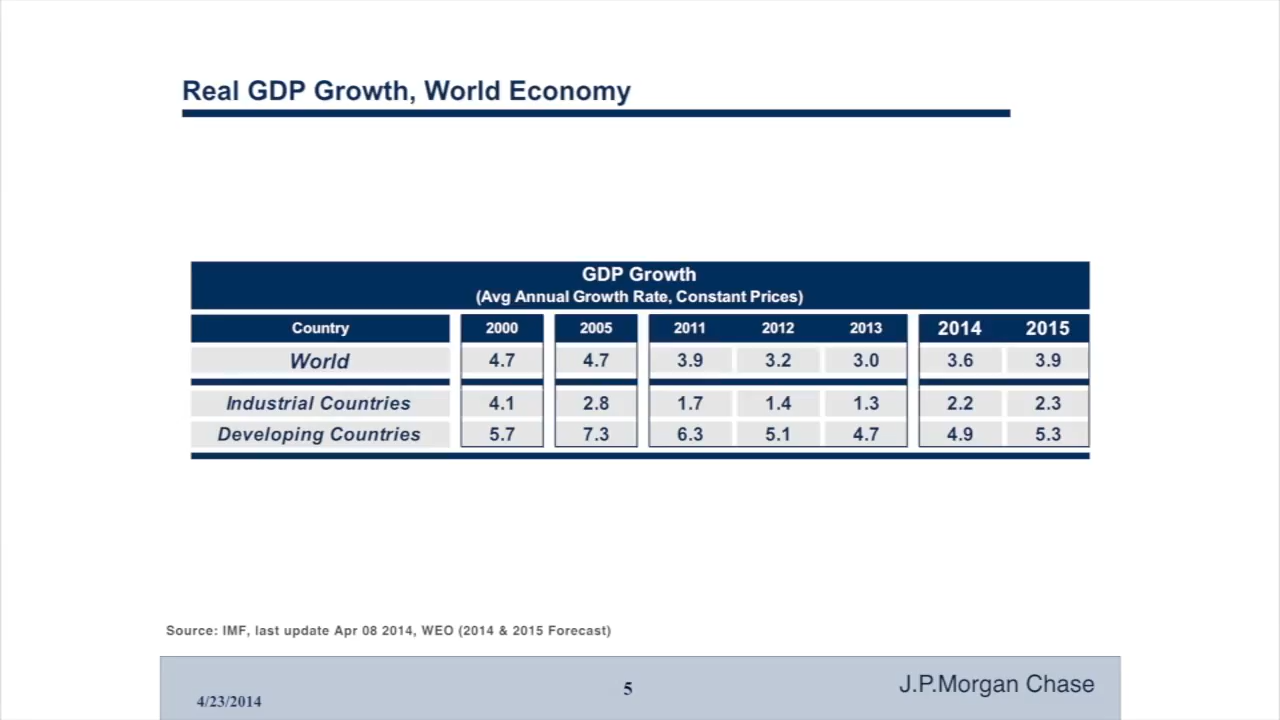 Real GDP Growth, World Economy
GDP Growth
(Avg Annual Growth Rate, Constant Prices)
Country 2000 2005 2011 2012 2013 2014 2015
World 4.7 4.7 3.9 3.2 3.0 3.6 3.9
Industrial Countries 4.1 2.8 1.7 1.4 1.3 2.2 2.3
Developing Countries 5.7 7.3 6.3 5.1 4.7 4.9 5.3
Source: IMF, last update Apr 08 2014, WEO (2014 & 2015 Forecast)
4/23/2014 5 J.P.Morgan Chase